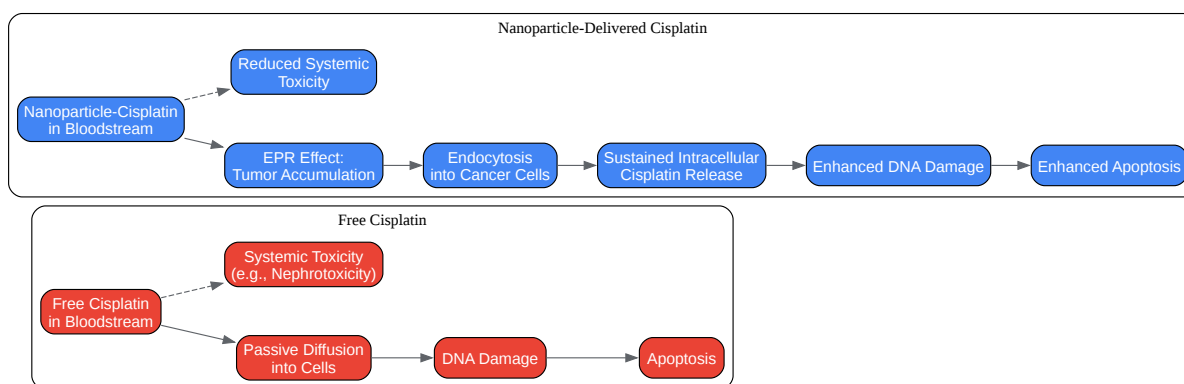 Nanoparticle-Delivered Cisplatin
Reduced Systemic
Toxicity
Nanoparticle-Cisplatin
in Bloodstream
EPR Effect:
Tumor Accumulation
Endocytosis
into Cancer Cells
Sustained Intracellular
Cisplatin Release
Enhanced DNA Damage
Enhanced Apoptosis
Free Cisplatin
Systemic Toxicity
(e.g., Nephrotoxicity)
Free Cisplatin
in Bloodstream
Passive Diffusion
into Cells
DNA Damage
Apoptosis